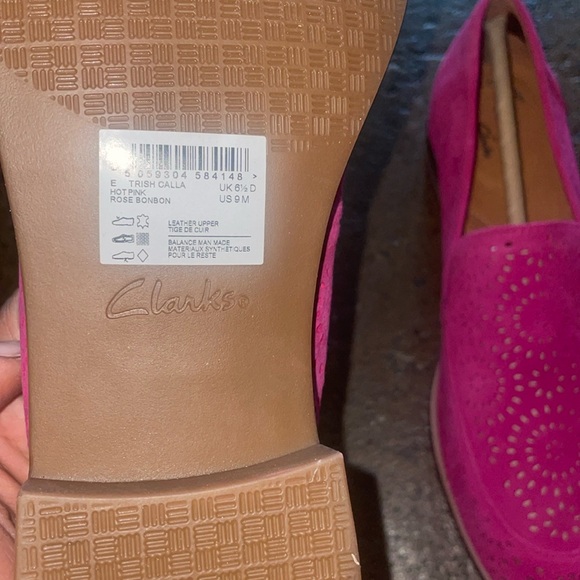 5 059304 584148 >
E TRISH CALLA UK 6½ D
HOT PINK US 9 M
ROSE BONBON
LEATHER UPPER
TIGE DE CUIR
BALANCE MAN MADE
MATERIAUX SYNTHETIQUES
POUR LE RESTE
Clarks®